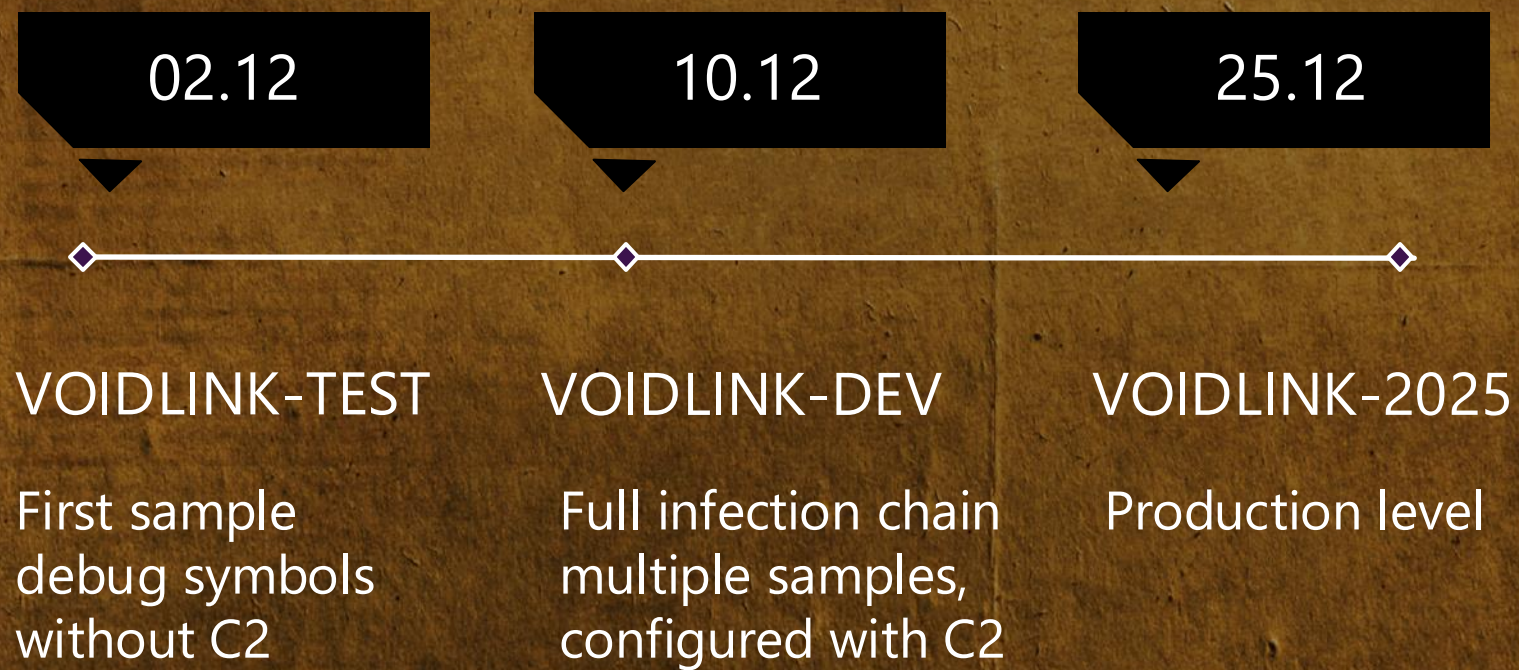 02.12
10.12
25.12
VOIDLINK-TEST
VOIDLINK-DEV
VOIDLINK-2025
First sample
debug symbols
without C2
Full infection chain
multiple samples,
configured with C2
Production level